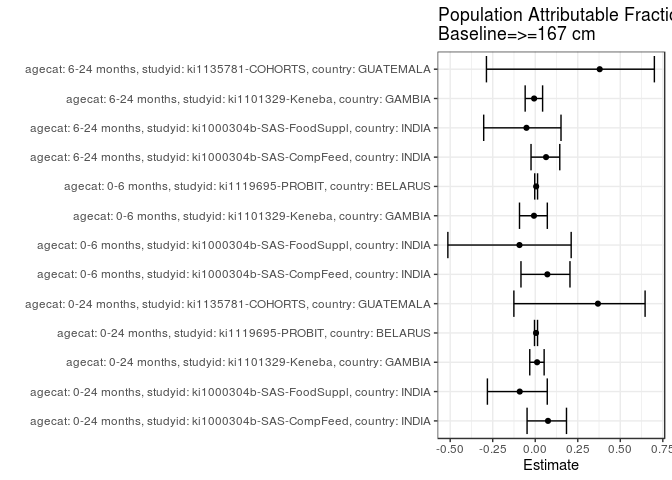 Population Attributable Fractic
Baseline=>=167 cm
agecat: 6-24 months, studyid: ki1135781-COHORTS, country: GUATEMALA
agecat: 6-24 months, studyid: ki1101329-Keneba, country: GAMBIA
agecat: 6-24 months, studyid: ki1000304b-SAS-FoodSuppl, country: INDIA
agecat: 6-24 months, studyid: ki1000304b-SAS-CompFeed, country: INDIA
agecat: 0-6 months, studyid: ki1119695-PROBIT, country: BELARUS
agecat: 0-6 months, studyid: ki1101329-Keneba, country: GAMBIA
agecat: 0-6 months, studyid: ki1000304b-SAS-FoodSuppl, country: INDIA
agecat: 0-6 months, studyid: ki1000304b-SAS-CompFeed, country: INDIA
agecat: 0-24 months, studyid: ki1135781-COHORTS, country: GUATEMALA
agecat: 0-24 months, studyid: ki1119695-PROBIT, country: BELARUS
agecat: 0-24 months, studyid: ki1101329-Keneba, country: GAMBIA
agecat: 0-24 months, studyid: ki1000304b-SAS-FoodSuppl, country: INDIA
agecat: 0-24 months, studyid: ki1000304b-SAS-CompFeed, country: INDIA
-0.50 -0.25 0.00 0.25 0.50 0.75
Estimate